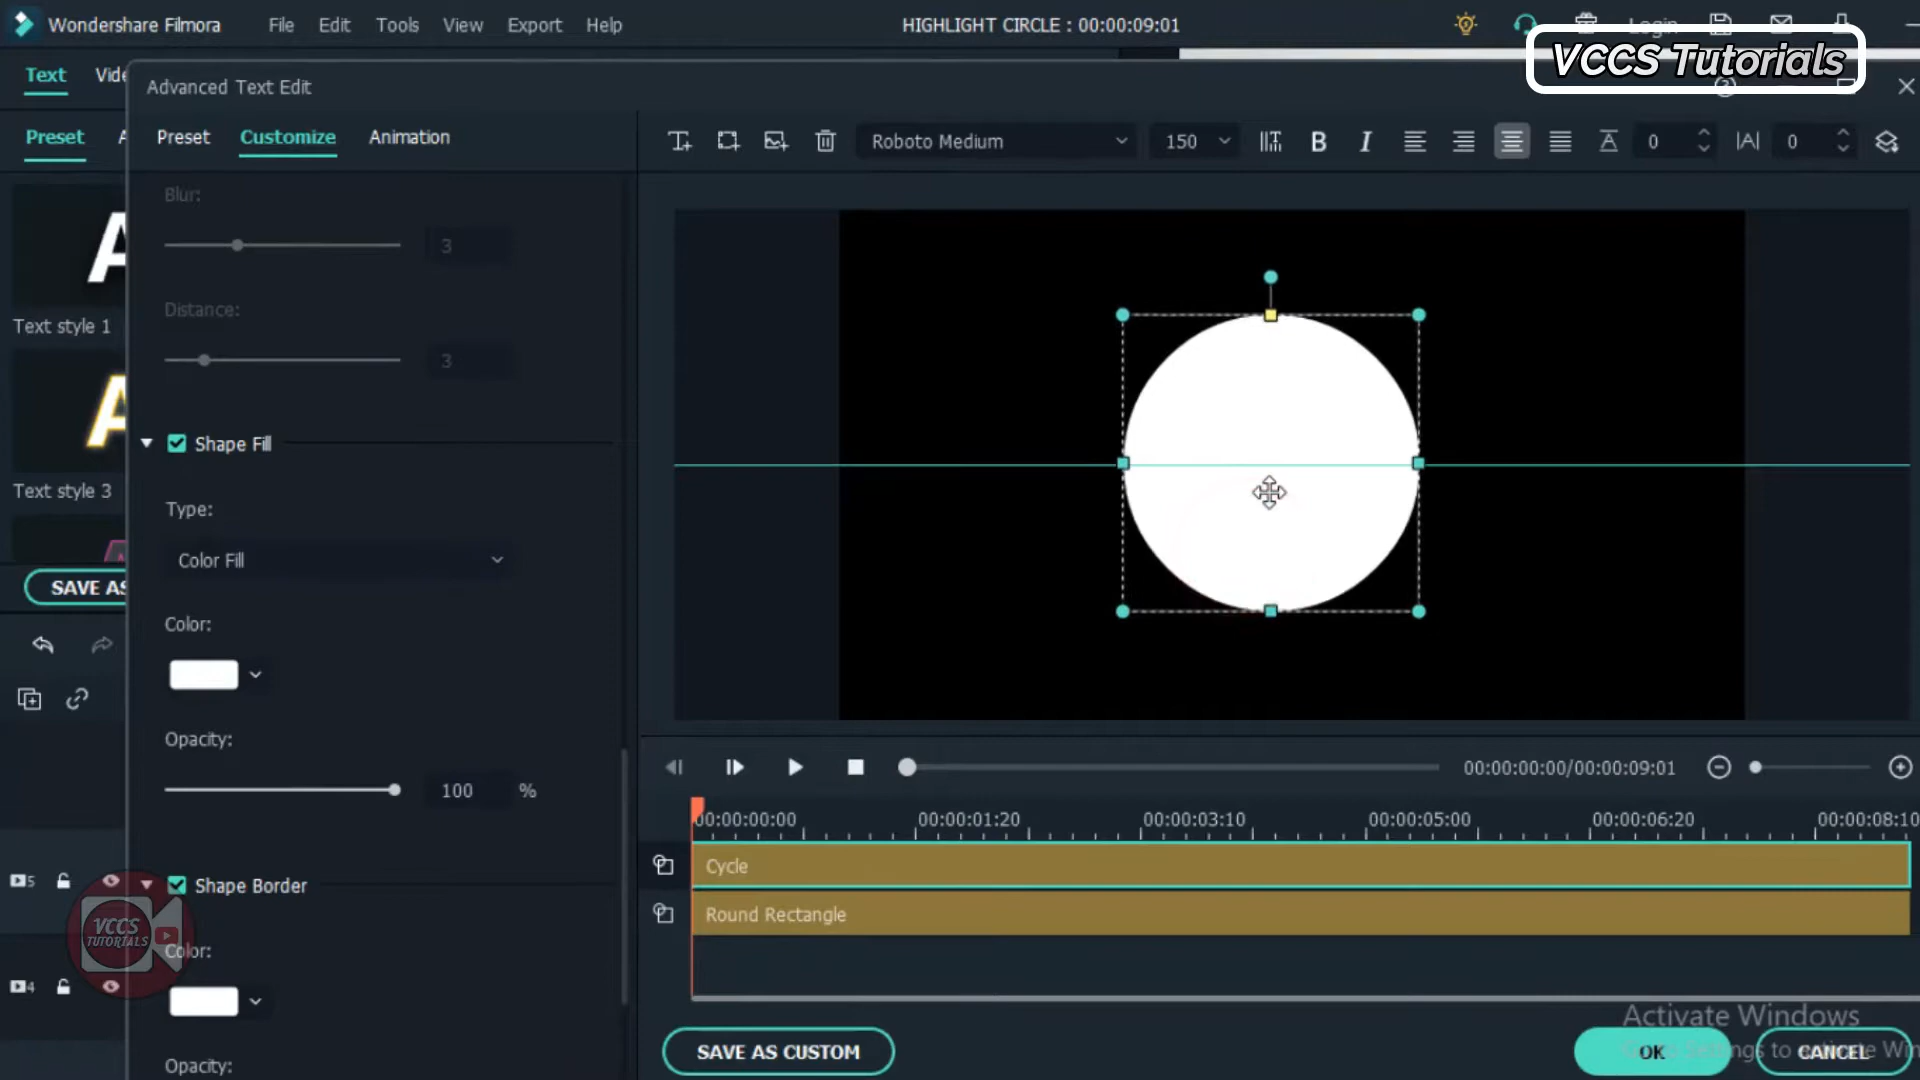 Wondershare Filmora
File
Edit
Tools
View
Export
Help
HIGHLIGHT CIRCLE : 00:00:09:01
Login
VCCS Tutorials
Text
Advanced Text Edit
Preset
Preset
Customize
Animation
Roboto Medium
150
B
I
0
0
Blur:
3
Distance:
3
Text style 1
Text style 3
SAVE AS
Shape Fill
Type:
Color Fill
Color:
Opacity:
100
%
Shape Border
Color:
Opacity:
00:00:00:00/00:00:09:01
00:00:00:00
00:00:01:20
00:00:03:10
00:00:05:00
00:00:06:20
00:00:08:10
Cycle
Round Rectangle
5
4
VCCS
TUTORIALS
SAVE AS CUSTOM
OK
CANCEL
Activate Windows